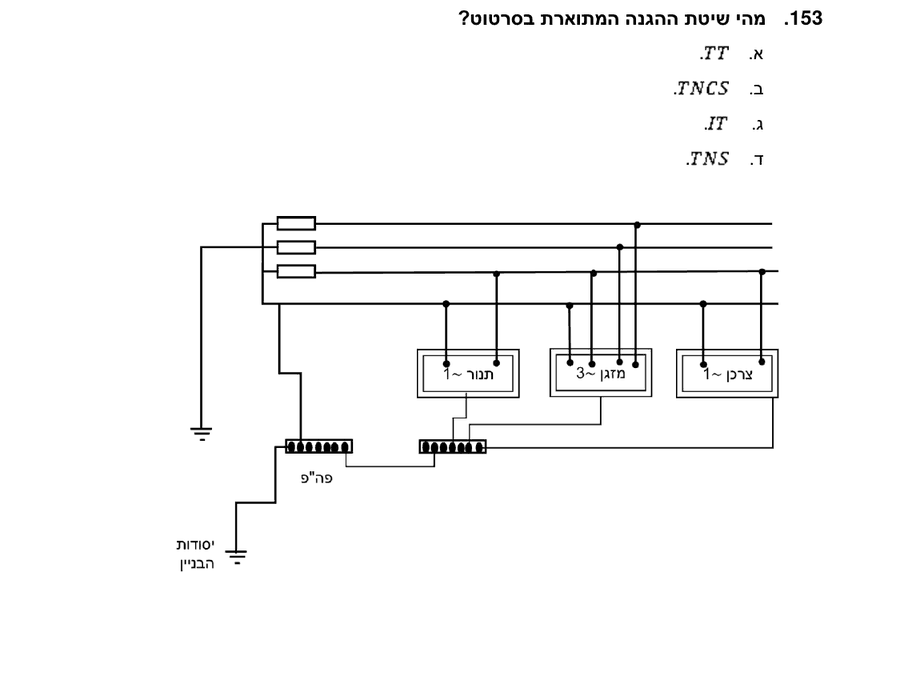 153. מהי שיטת ההגנה המתוארת בסרטוט?
א. TT.
ב. TNCS.
ג. IT.
ד. TNS.
תנור ~1
מזגן ~3
צרכן ~1
פה"פ
יסודות
הבניין